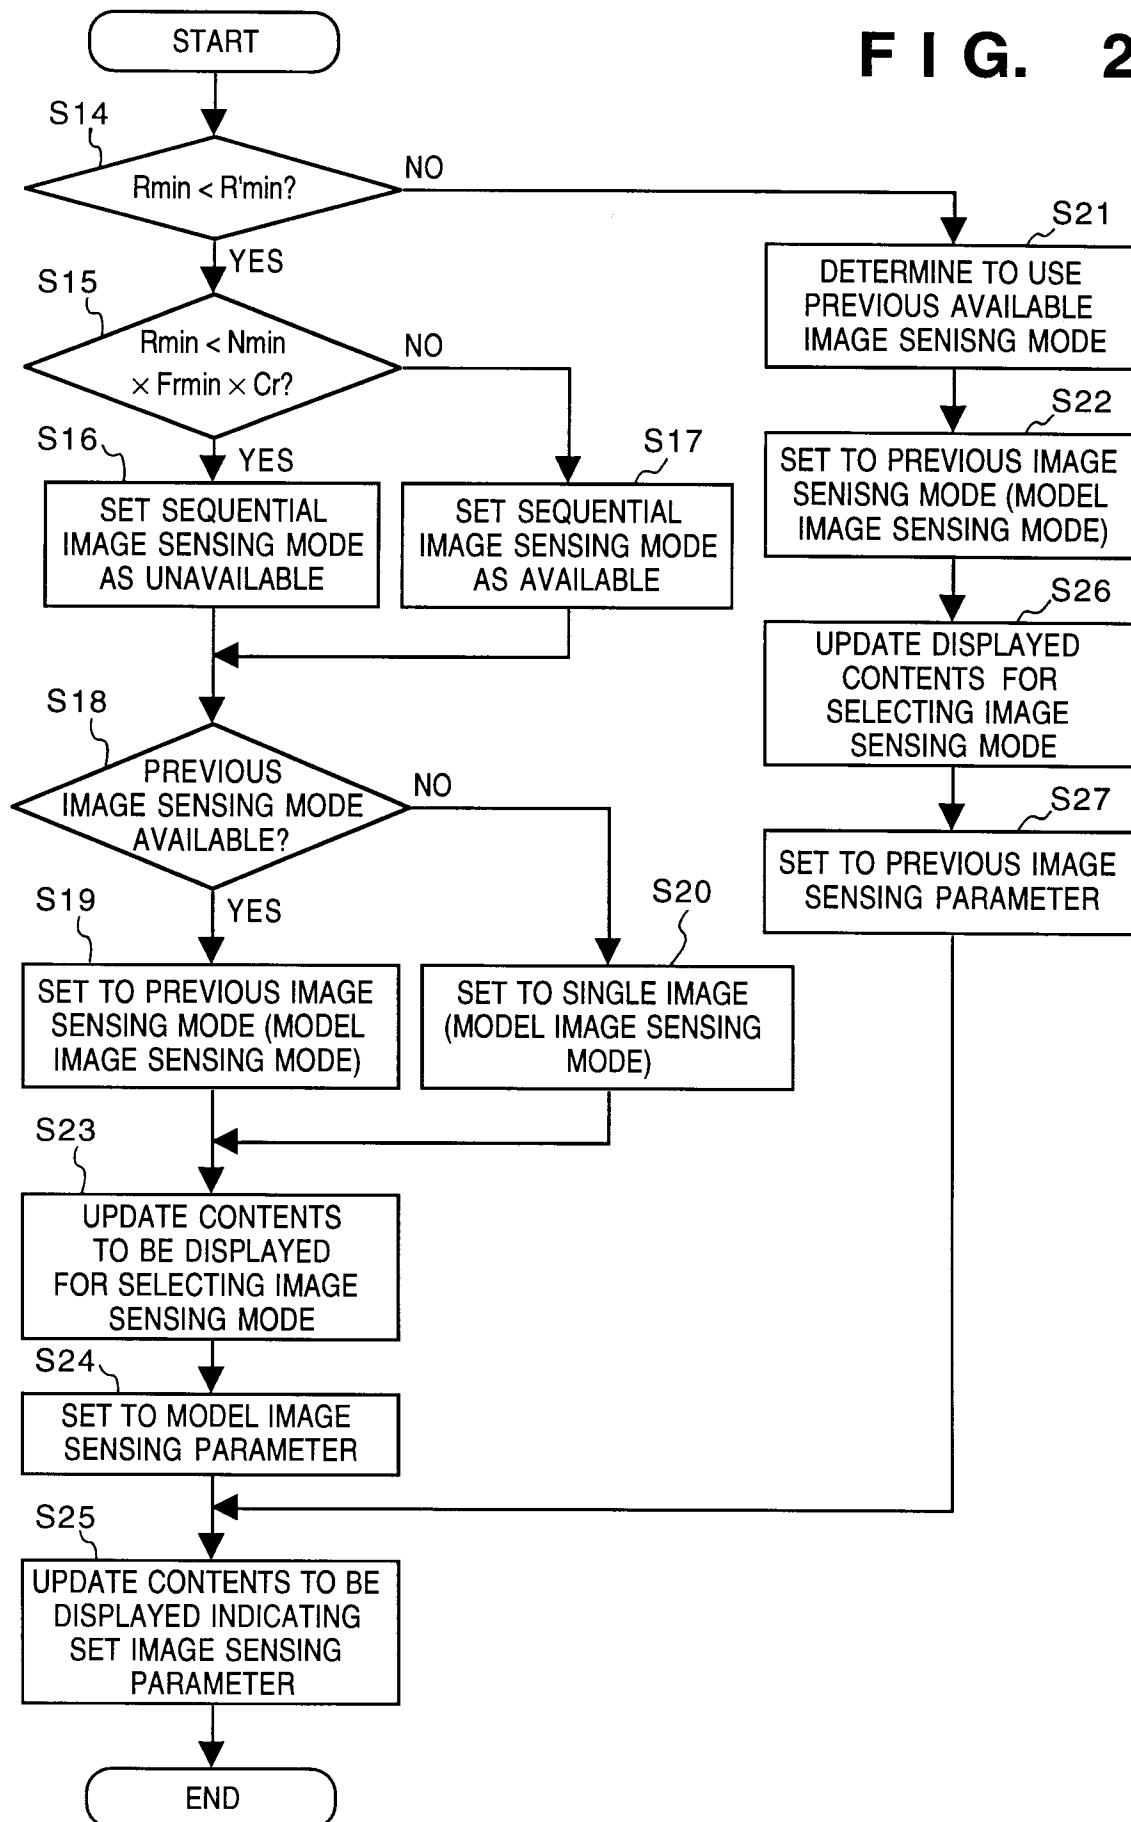 START
FIG. 2
S14
Rmin < R'min?
NO
YES
S21
DETERMINE TO USE
PREVIOUS AVAILABLE
IMAGE SENISNG MODE
S15
Rmin < Nmin
× Frmin × Cr?
NO
YES
S22
SET TO PREVIOUS IMAGE
SENISNG MODE (MODEL
IMAGE SENSING MODE)
S16
SET SEQUENTIAL
IMAGE SENSING MODE
AS UNAVAILABLE
S17
SET SEQUENTIAL
IMAGE SENSING MODE
AS AVAILABLE
S26
UPDATE DISPLAYED
CONTENTS FOR
SELECTING IMAGE
SENSING MODE
S18
PREVIOUS
IMAGE SENSING MODE
AVAILABLE?
NO
YES
S27
SET TO PREVIOUS IMAGE
SENSING PARAMETER
S19
SET TO PREVIOUS IMAGE
SENSING MODE (MODEL
IMAGE SENSING MODE)
S20
SET TO SINGLE IMAGE
(MODEL IMAGE SENSING
MODE)
S23
UPDATE CONTENTS
TO BE DISPLAYED
FOR SELECTING IMAGE
SENSING MODE
S24
SET TO MODEL IMAGE
SENSING PARAMETER
S25
UPDATE CONTENTS TO BE
DISPLAYED INDICATING
SET IMAGE SENSING
PARAMETER
END